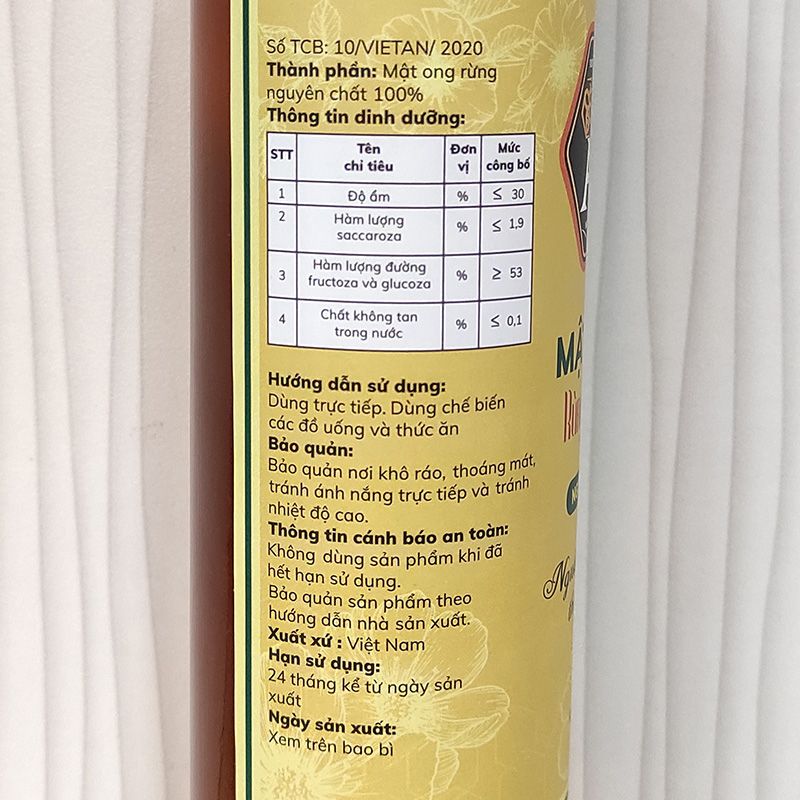 Số TCB: 10/VIETAN/ 2020
Thành phần: Mật ong rừng
nguyên chất 100%
Thông tin dinh dưỡng:
STT Tên chỉ tiêu Đơn vị Mức công bố
1 Độ ẩm % ≤ 30
2 Hàm lượng saccaroza % ≤ 1,9
3 Hàm lượng đường fructoza và glucoza % ≥ 53
4 Chất không tan trong nước % ≤ 0,1
Hướng dẫn sử dụng:
Dùng trực tiếp. Dùng chế biến
các đồ uống và thức ăn
Bảo quản:
Bảo quản nơi khô ráo, thoáng mát,
tránh ánh nắng trực tiếp và tránh
nhiệt độ cao.
Thông tin cánh báo an toàn:
Không dùng sản phẩm khi đã
hết hạn sử dụng.
Bảo quản sản phẩm theo
hướng dẫn nhà sản xuất.
Xuất xứ : Việt Nam
Hạn sử dụng:
24 tháng kể từ ngày sản
xuất
Ngày sản xuất:
Xem trên bao bì